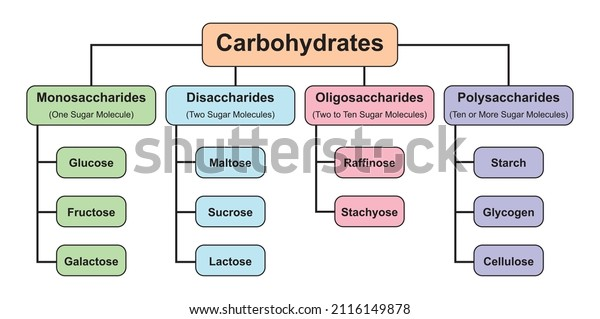 Carbohydrates
Monosaccharides
(One Sugar Molecule)
Glucose
Fructose
Galactose
Disaccharides
(Two Sugar Molecules)
Maltose
Sucrose
Lactose
Oligosaccharides
(Two to Ten Sugar Molecules)
Raffinose
Stachyose
Polysaccharides
(Ten or More Sugar Molecules)
Starch
Glycogen
Cellulose
shutterstock
shutterstock.com · 2116149878